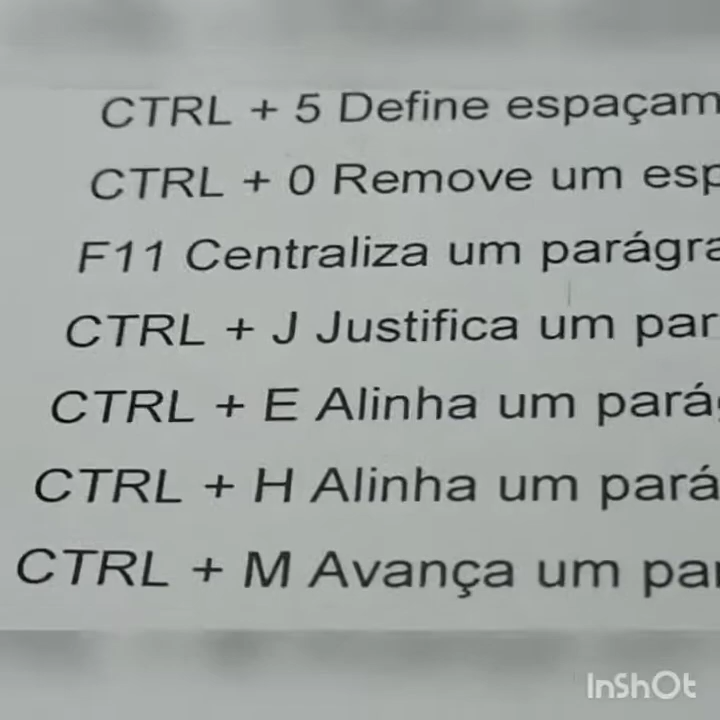 CTRL + 5 Define espaçam
CTRL + 0 Remove um esp
F11 Centraliza um parágra
CTRL + J Justifica um par
CTRL + E Alinha um pará
CTRL + H Alinha um pará
CTRL + M Avança um par
InShOt